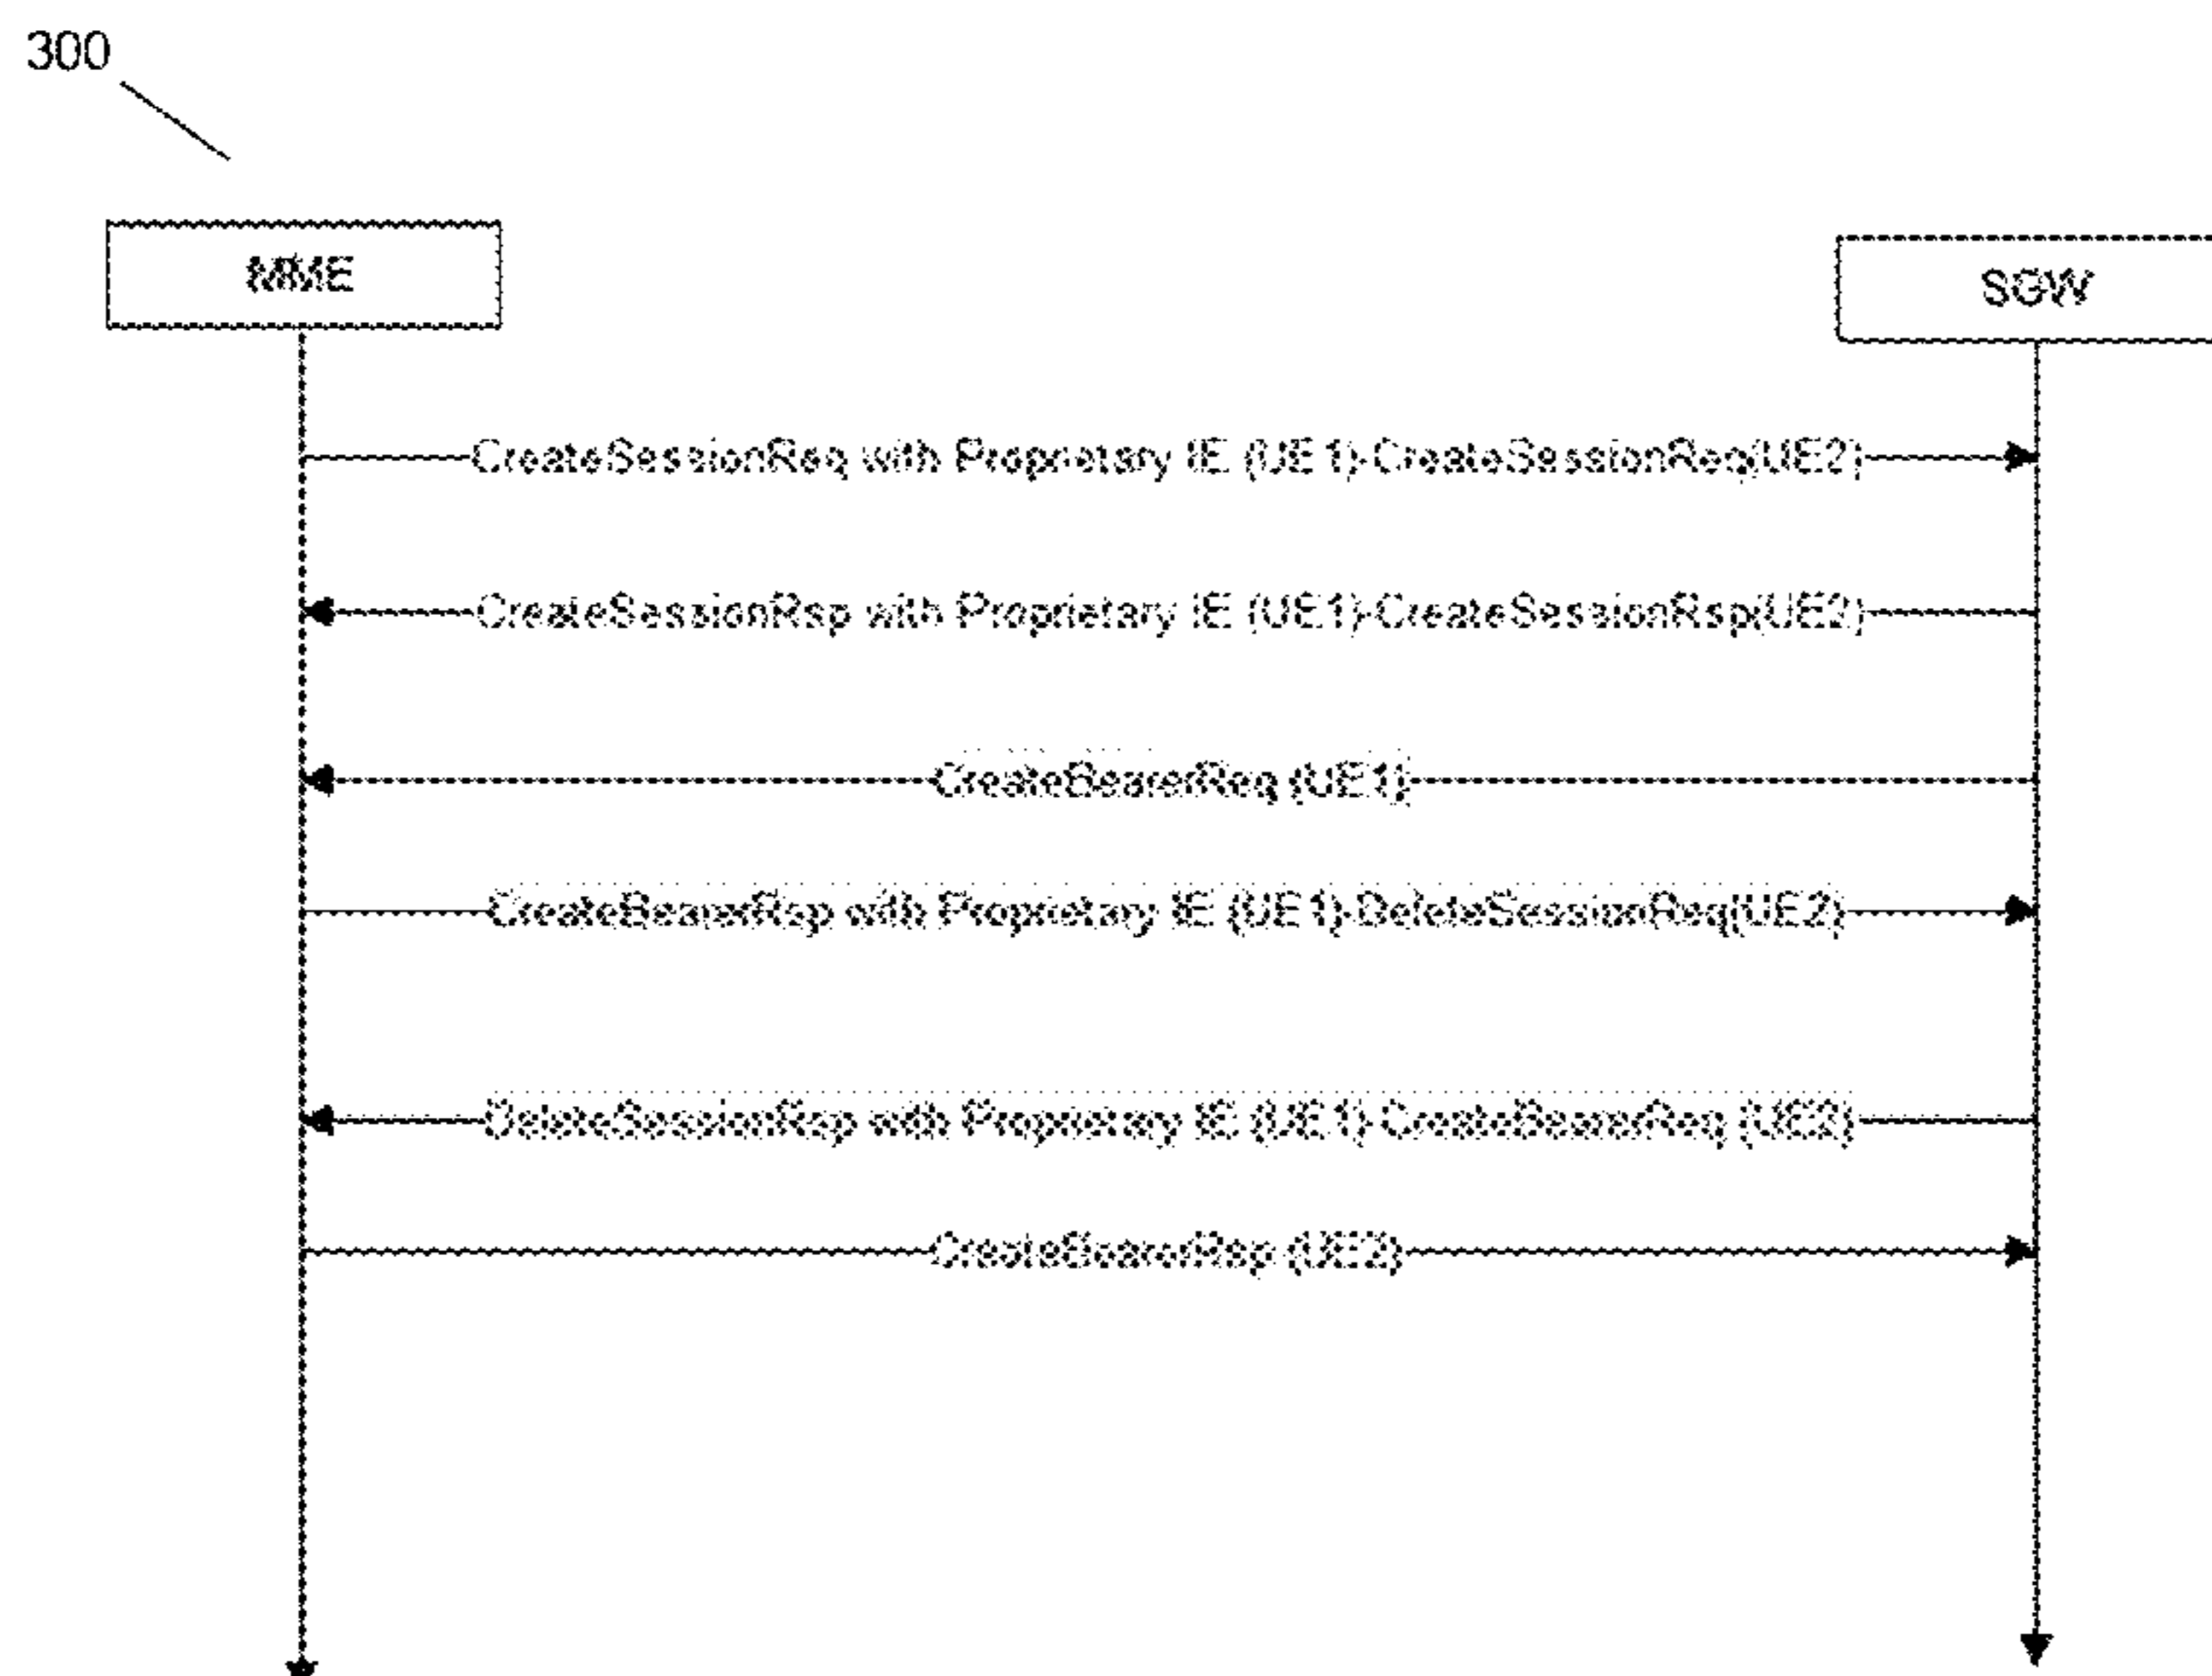 300
MME
SGW
CreateSessionReq with Proprietary IE (UE1)-CreateSessionReq(UE2)
CreateSessionRsp with Proprietary IE (UE1)-CreateSessionRsp(UE2)
CreateBearerReq (UE1)
CreateBearerRsp with Proprietary IE (UE1)-DeleteSessionReq(UE2)
DeleteSessionRsp with Proprietary IE (UE1)-CreateBearerReq (UE2)
CreateBearerRsp (UE2)